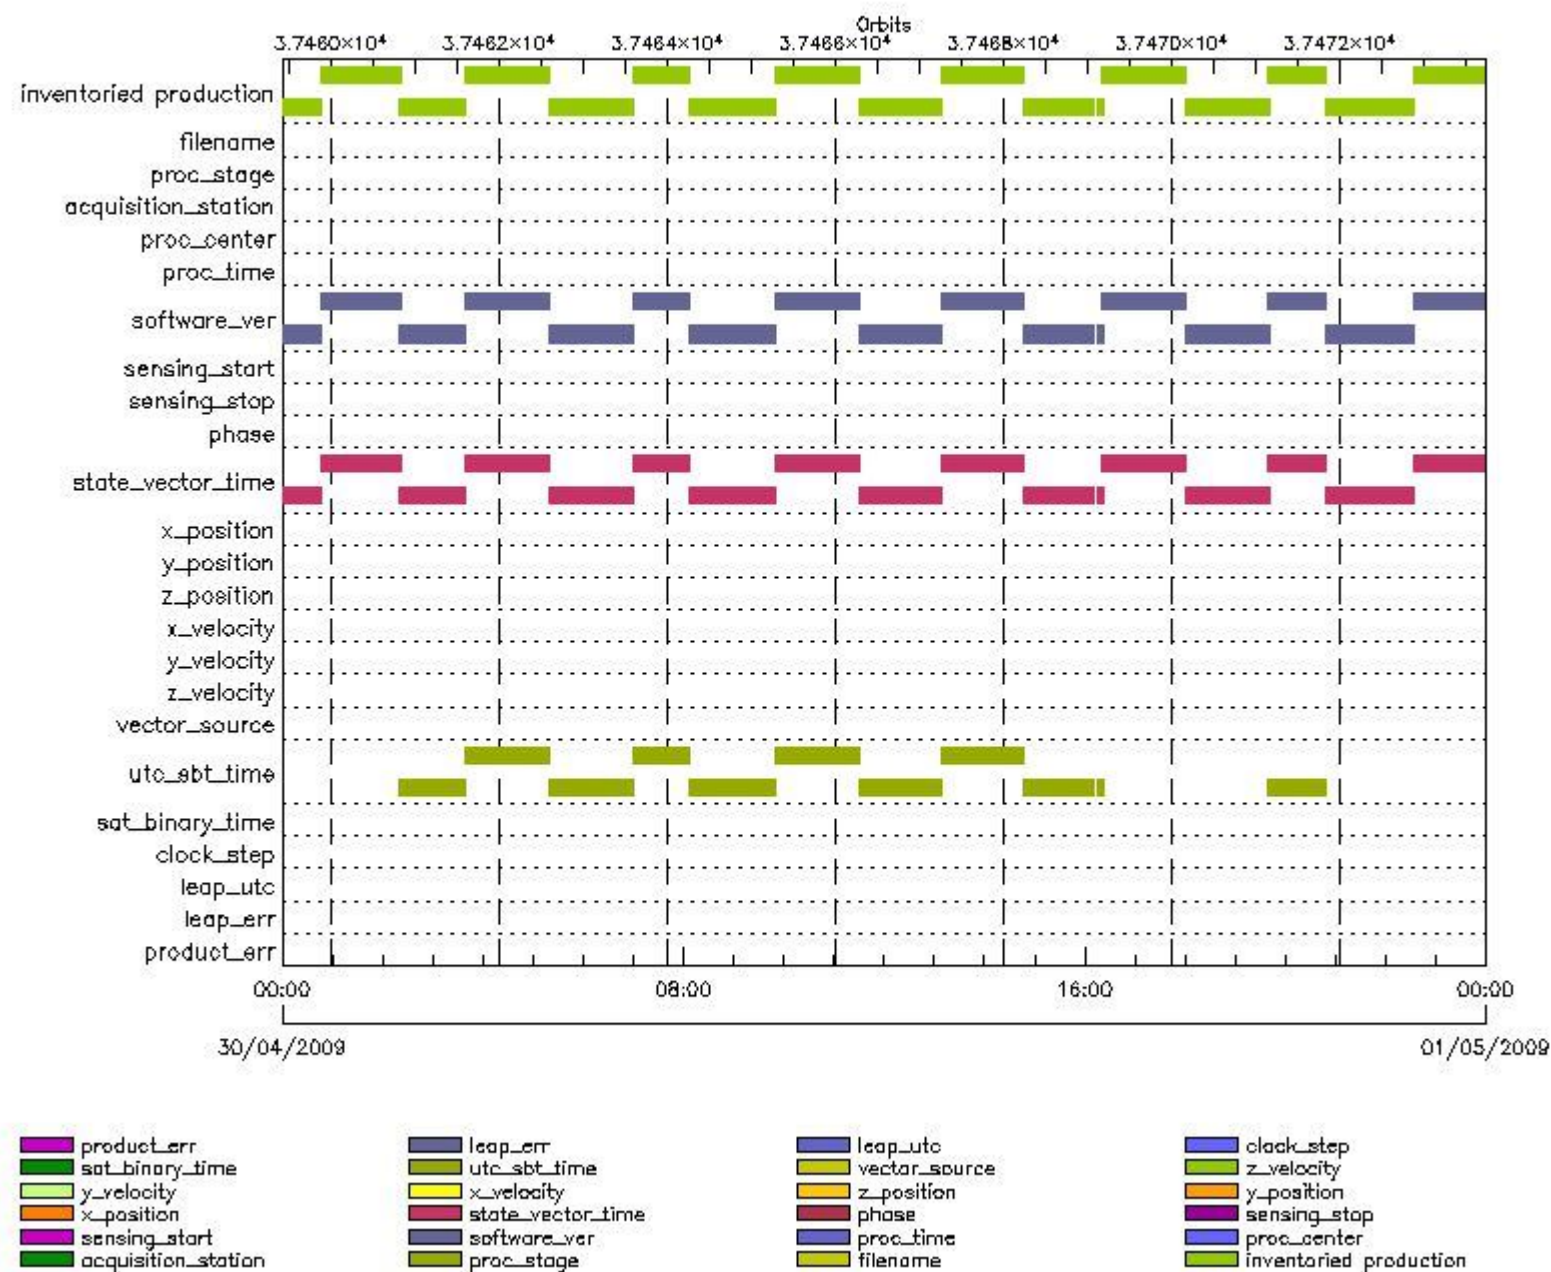 Orbits
3.7460×10⁴ 3.7462×10⁴ 3.7464×10⁴ 3.7466×10⁴ 3.7468×10⁴ 3.7470×10⁴ 3.7472×10⁴
inventoried production
filename
proc_stage
acquisition_station
proc_center
proc_time
software_ver
sensing_start
sensing_stop
phase
state_vector_time
x_position
y_position
z_position
x_velocity
y_velocity
z_velocity
vector_source
utc_sbt_time
sat_binary_time
clock_step
leap_utc
leap_err
product_err
00:00 08:00 16:00 00:00
30/04/2009 01/05/2009
product_err leap_err leap_utc clock_step
sat_binary_time utc_sbt_time vector_source z_velocity
y_velocity x_velocity z_position y_position
x_position state_vector_time phase sensing_stop
sensing_start software_ver proc_time proc_center
acquisition_station proc_stage filename inventoried production